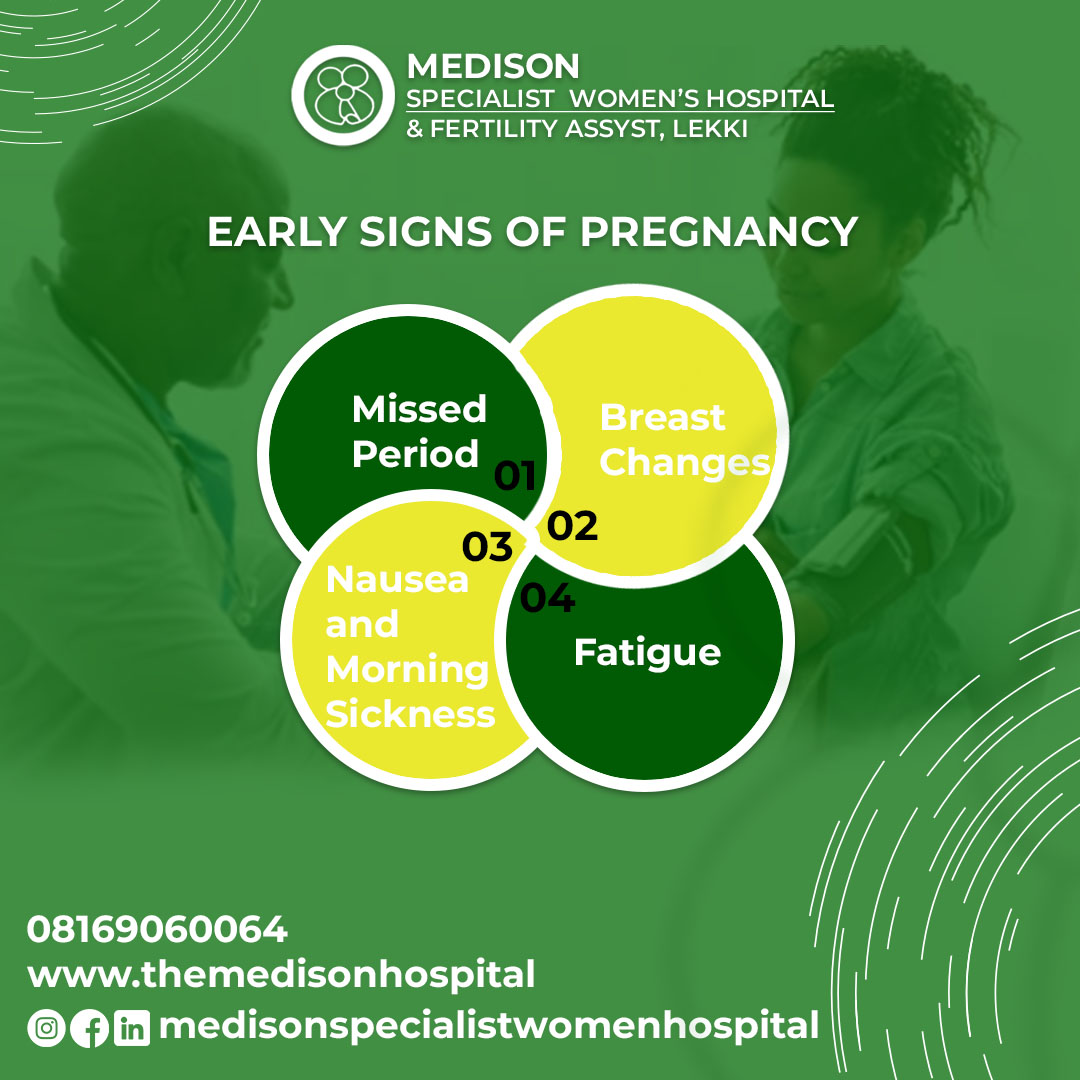 MEDISON
SPECIALIST WOMEN'S HOSPITAL
& FERTILITY ASSYST, LEKKI
EARLY SIGNS OF PREGNANCY
Missed
Period
01
Breast
Changes
02
03
Nausea
and
Morning
Sickness
04
Fatigue
08169060064
www.themedisonhospital
medisonspecialistwomenhospital